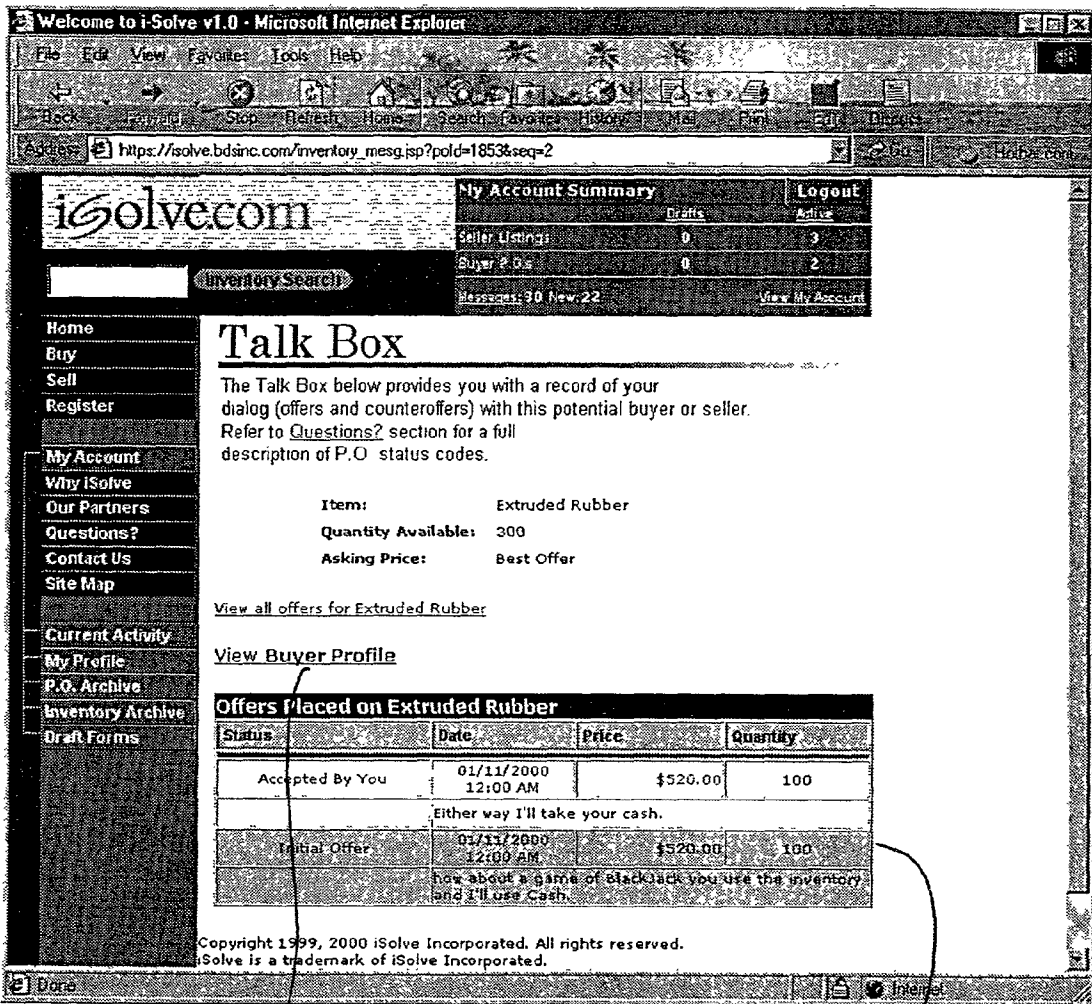 Welcome to i-Solve v1.0 - Microsoft Internet Explorer
File Edit View Favorites Tools Help
Back Forward Stop Refresh Home Search Favorites History Mail Print Edit Discuss
Address https://isolve.bdsinc.com/inventory_mesg.jsp?poId=1853&seq=2 Go
iSolve.com
My Account Summary Logout
Drafts Active
Seller Listings 0 3
Buyer P.O.s 0 2
Messages: 30 New: 22 View My Account
Inventory Search
Home
Buy
Sell
Register
My Account
Why iSolve
Our Partners
Questions?
Contact Us
Site Map
Current Activity
My Profile
P.O. Archive
Inventory Archive
Draft Forms
Talk Box
The Talk Box below provides you with a record of your
dialog (offers and counteroffers) with this potential buyer or seller.
Refer to Questions? section for a full
description of P.O status codes.
Item: Extruded Rubber
Quantity Available: 300
Asking Price: Best Offer
View all offers for Extruded Rubber
View Buyer Profile
Offers Placed on Extruded Rubber
Status Date Price Quantity
Accepted By You 01/11/2000 12:00 AM $520.00 100
Either way I'll take your cash.
Initial Offer 01/11/2000 12:00 AM $520.00 100
how about a game of BlackJack you use the inventory
and I'll use Cash.
Copyright 1999, 2000 iSolve Incorporated. All rights reserved.
iSolve is a trademark of iSolve Incorporated.
Done Internet